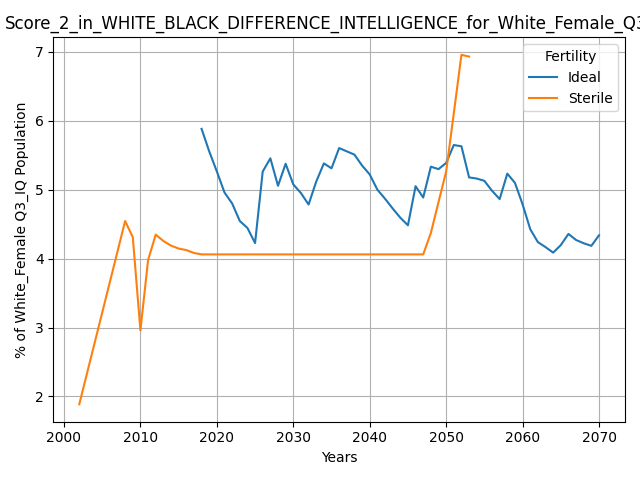 Score_2_in_WHITE_BLACK_DIFFERENCE_INTELLIGENCE_for_White_Female_Q3
Fertility
Ideal
Sterile
% of White_Female Q3_IQ Population
7
6
5
4
3
2
2000 2010 2020 2030 2040 2050 2060 2070
Years